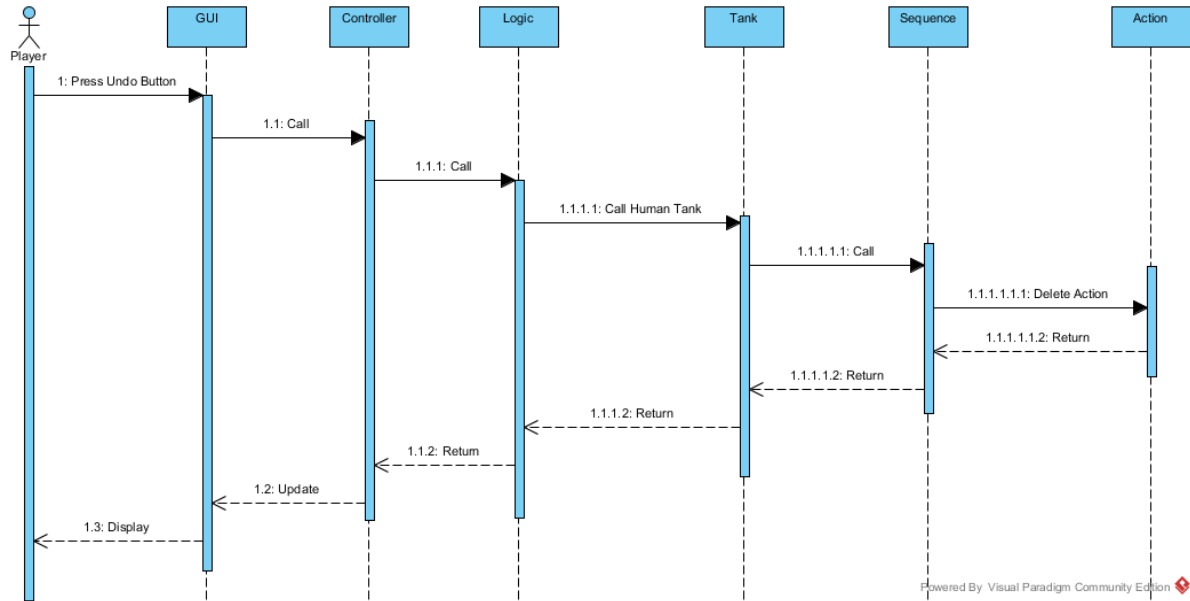 GUI
Controller
Logic
Tank
Sequence
Action
Player
1: Press Undo Button
1.1: Call
1.1.1: Call
1.1.1.1: Call Human Tank
1.1.1.1.1: Call
1.1.1.1.1.1: Delete Action
1.1.1.1.1.2: Return
1.1.1.1.2: Return
1.1.1.2: Return
1.1.2: Return
1.2: Update
1.3: Display
Powered By Visual Paradigm Community Edition